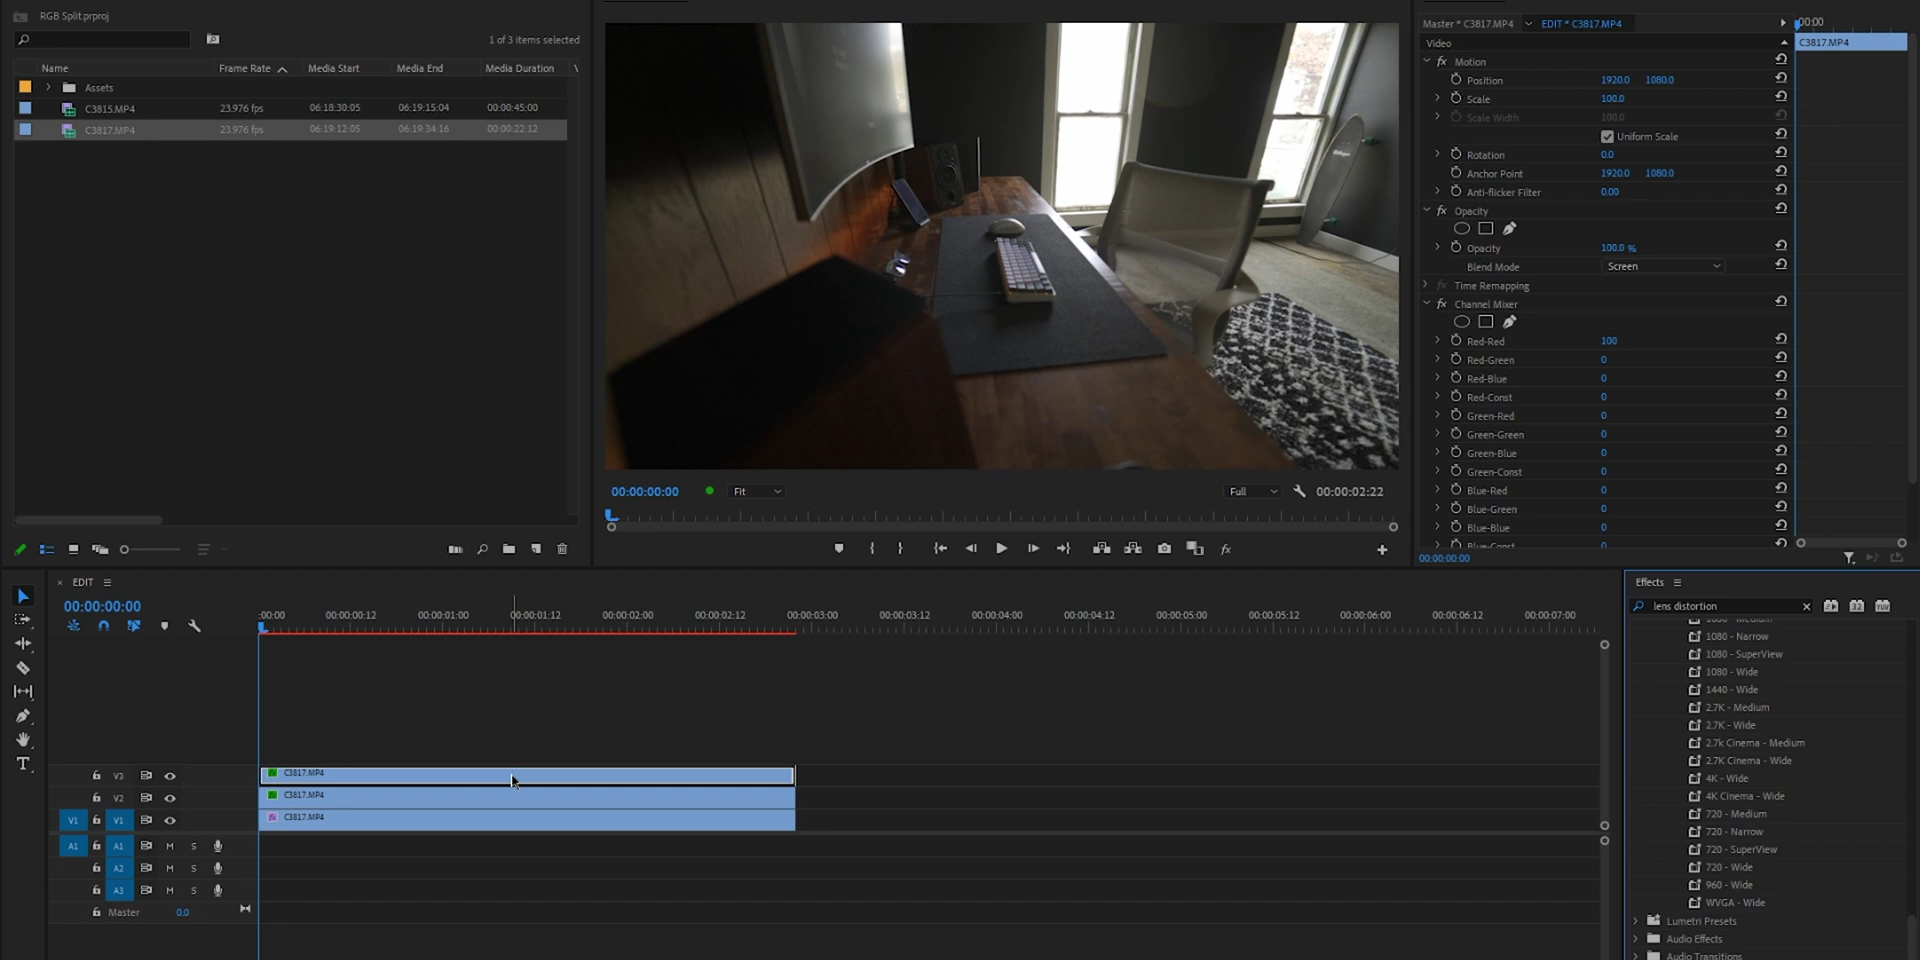 RGB Split.prproj
1 of 3 items selected
Name Frame Rate Media Start Media End Media Duration
Assets
C3815.MP4 23.976 fps 06:18:30:05 06:19:15:04 00:00:45:00
C3817.MP4 23.976 fps 06:19:12:05 06:19:34:16 00:00:22:12
00:00:00:00 Fit Full 00:00:02:22
Master * C3817.MP4 EDIT * C3817.MP4 :00:00
Video C3817.MP4
fx Motion
Position 1920.0 1080.0
Scale 100.0
Scale Width 100.0
Uniform Scale
Rotation 0.0
Anchor Point 1920.0 1080.0
Anti-flicker Filter 0.00
fx Opacity
Opacity 100.0 %
Blend Mode Screen
fx Time Remapping
fx Channel Mixer
Red-Red 100
Red-Green 0
Red-Blue 0
Red-Const 0
Green-Red 0
Green-Green 0
Green-Blue 0
Green-Const 0
Blue-Red 0
Blue-Green 0
Blue-Blue 0
Blue-Const 0
00:00:00:00
fx
× EDIT
00:00:00:00
:00:00 00:00:00:12 00:00:01:00 00:00:01:12 00:00:02:00 00:00:02:12 00:00:03:00 00:00:03:12 00:00:04:00 00:00:04:12 00:00:05:00 00:00:05:12 00:00:06:00 00:00:06:12 00:00:07:00
V3 C3817.MP4
V2 C3817.MP4
V1 V1 C3817.MP4
A1 A1 M S
A2 M S
A3 M S
Master 0.0
T
Effects
lens distortion × 32 YUV
1080 - Medium
1080 - Narrow
1080 - SuperView
1080 - Wide
1440 - Wide
2.7K - Medium
2.7K - Wide
2.7k Cinema - Medium
2.7K Cinema - Wide
4K - Wide
4K Cinema - Wide
720 - Medium
720 - Narrow
720 - SuperView
720 - Wide
960 - Wide
WVGA - Wide
Lumetri Presets
Audio Effects
Audio Transitions